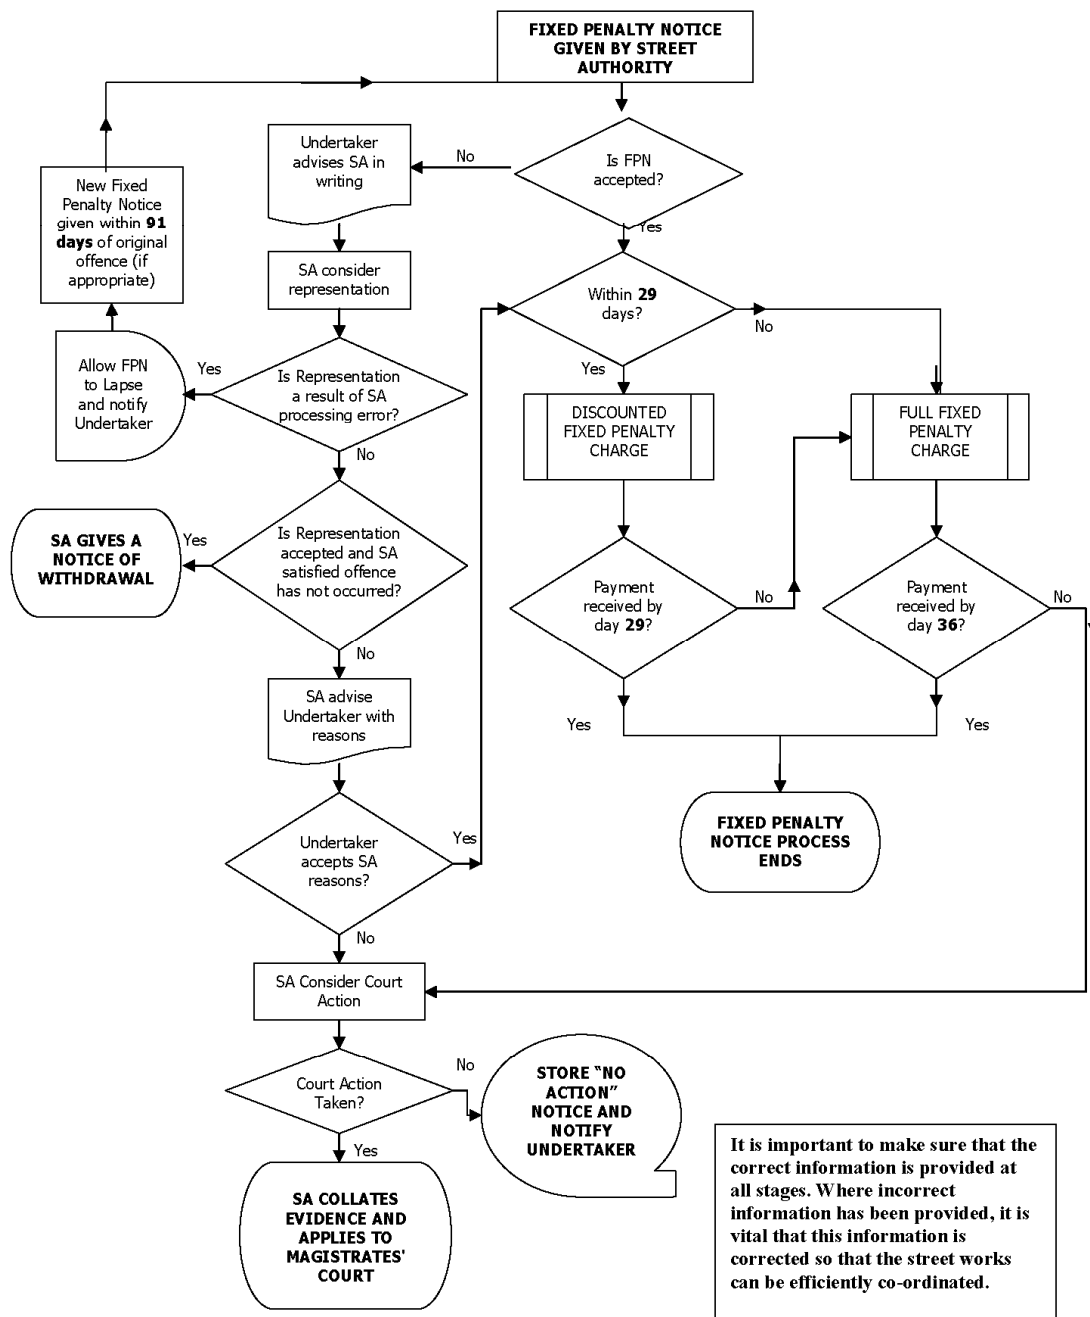 FIXED PENALTY NOTICE
GIVEN BY STREET
AUTHORITY
Is FPN
accepted?
No
Yes
Undertaker
advises SA in
writing
New Fixed
Penalty Notice
given within 91
days of original
offence (if
appropriate)
SA consider
representation
Within 29
days?
No
Yes
Is Representation
a result of SA
processing error?
Yes
No
Allow FPN
to Lapse
and notify
Undertaker
DISCOUNTED
FIXED PENALTY
CHARGE
FULL FIXED
PENALTY
CHARGE
Is Representation
accepted and SA
satisfied offence
has not occurred?
Yes
No
SA GIVES A
NOTICE OF
WITHDRAWAL
Payment
received by
day 29?
No
Yes
Payment
received by
day 36?
No
Yes
SA advise
Undertaker with
reasons
FIXED PENALTY
NOTICE PROCESS
ENDS
Undertaker
accepts SA
reasons?
Yes
No
SA Consider Court
Action
Court Action
Taken?
No
Yes
STORE “NO
ACTION”
NOTICE AND
NOTIFY
UNDERTAKER
SA COLLATES
EVIDENCE AND
APPLIES TO
MAGISTRATES'
COURT
It is important to make sure that the
correct information is provided at
all stages. Where incorrect
information has been provided, it is
vital that this information is
corrected so that the street works
can be efficiently co-ordinated.